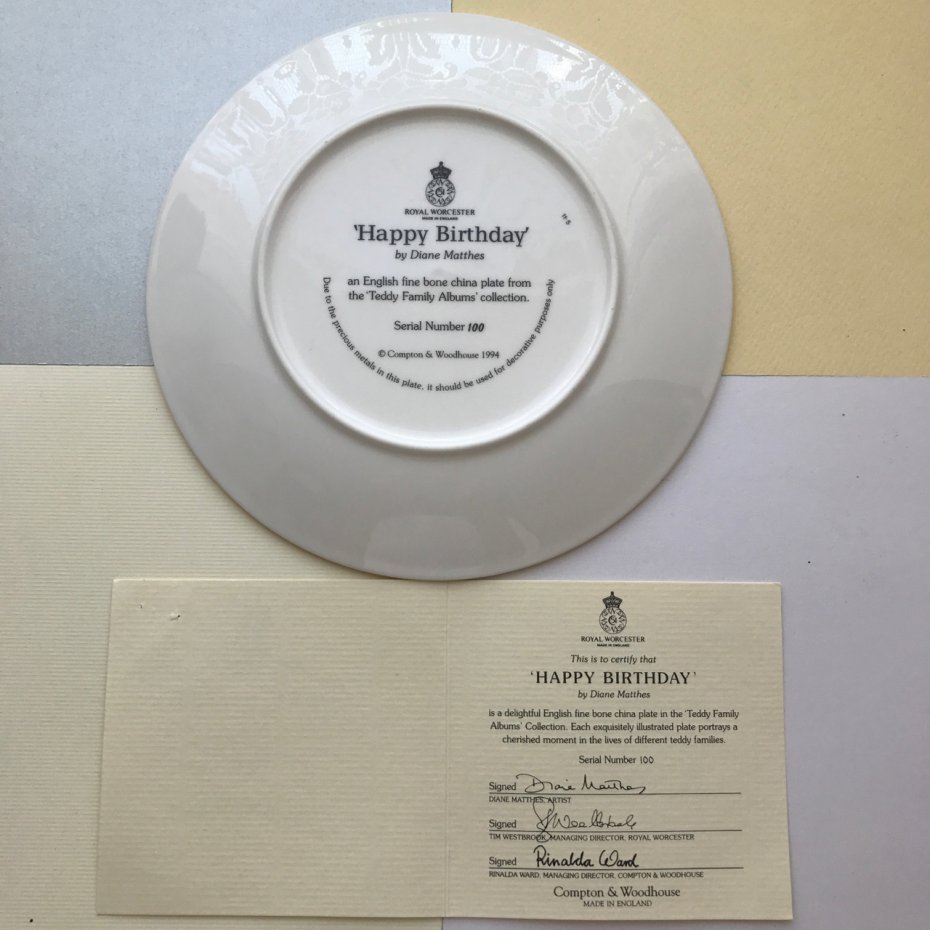 ROYAL WORCESTER
MADE IN ENGLAND
'Happy Birthday'
by Diane Matthes
an English fine bone china plate from
the 'Teddy Family Albums' collection.
Serial Number 100
© Compton & Woodhouse 1994
Due to the precious metals in this plate, it should be used for decorative purposes only
ROYAL WORCESTER
MADE IN ENGLAND
This is to certify that
'HAPPY BIRTHDAY'
by Diane Matthes
is a delightful English fine bone china plate in the 'Teddy Family
Albums' Collection. Each exquisitely illustrated plate portrays a
cherished moment in the lives of different teddy families.
Serial Number 100
Signed Diane Matthes
DIANE MATTHES, ARTIST
Signed
TIM WESTBROOK, MANAGING DIRECTOR, ROYAL WORCESTER
Signed Rinalda Ward
RINALDA WARD, MANAGING DIRECTOR, COMPTON & WOODHOUSE
Compton & Woodhouse
MADE IN ENGLAND